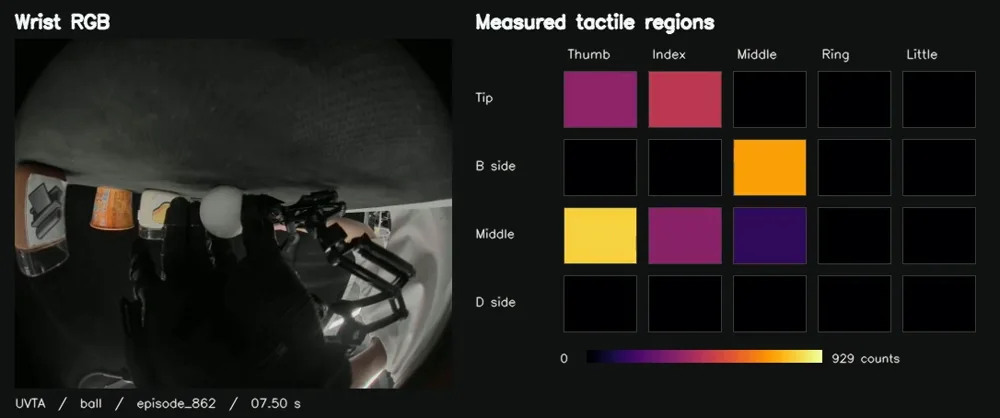 Wrist RGB
Measured tactile regions
Thumb Index Middle Ring Little
Tip
B side
Middle
D side
0 929 counts
UVTA / ball / episode_862 / 07.50 s